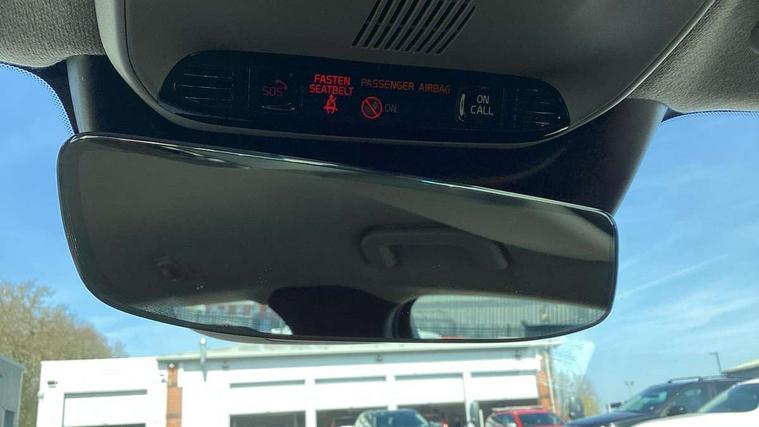 SOS
FASTEN
SEATBELT
PASSENGER AIRBAG
ON
ON
CALL